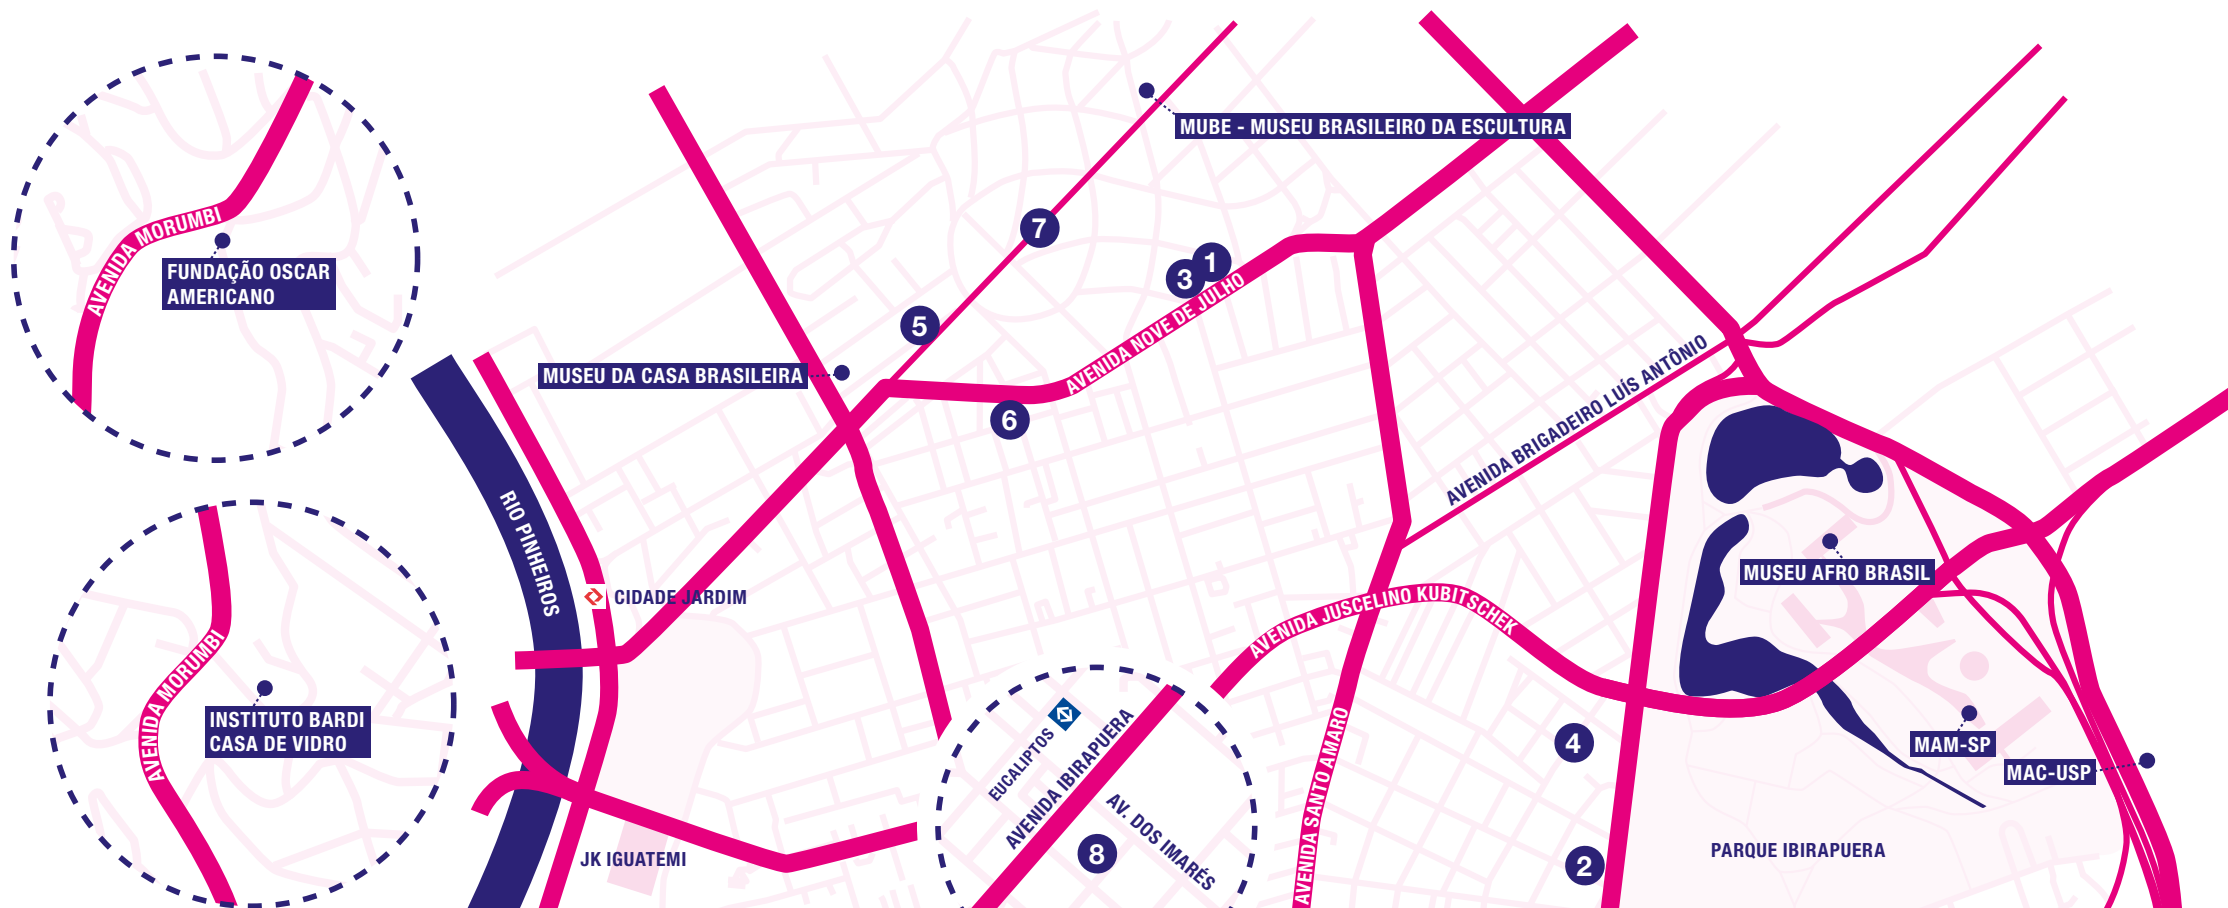 MUBE - MUSEU BRASILEIRO DA ESCULTURA
AVENIDA MORUMBI
FUNDAÇÃO OSCAR
AMERICANO
7
1
3
AVENIDA NOVE DE JULHO
5
MUSEU DA CASA BRASILEIRA
6
AVENIDA BRIGADEIRO LUÍS ANTÔNIO
RIO PINHEIROS
CIDADE JARDIM
MUSEU AFRO BRASIL
AVENIDA JUSCELINO KUBITSCHEK
AVENIDA MORUMBI
INSTITUTO BARDI
CASA DE VIDRO
EUCALIPTOS
AVENIDA IBIRAPUERA
AV. DOS IMARÉS
8
AVENIDA SANTO AMARO
4
MAM-SP
MAC-USP
JK IGUATEMI
2
PARQUE IBIRAPUERA